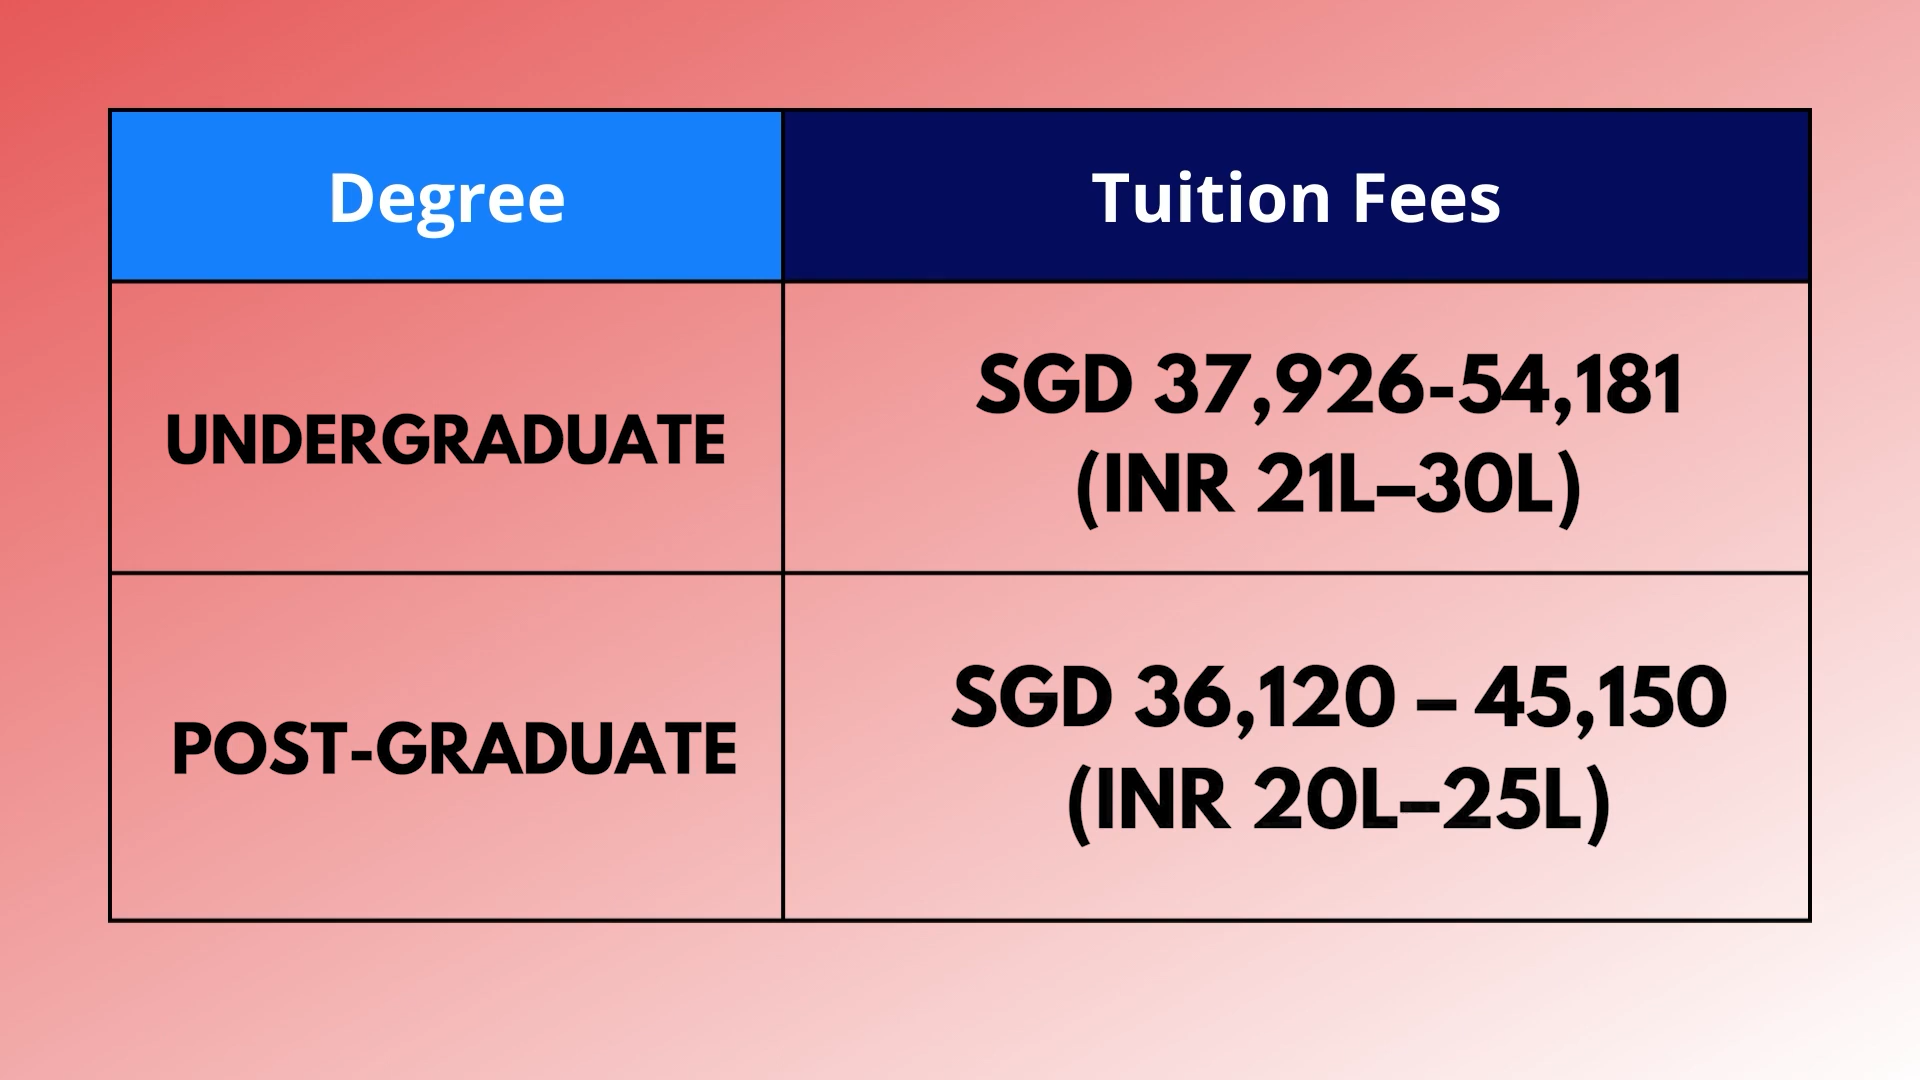 Degree
Tuition Fees
UNDERGRADUATE
SGD 37,926-54,181
(INR 21L–30L)
POST-GRADUATE
SGD 36,120 – 45,150
(INR 20L–25L)